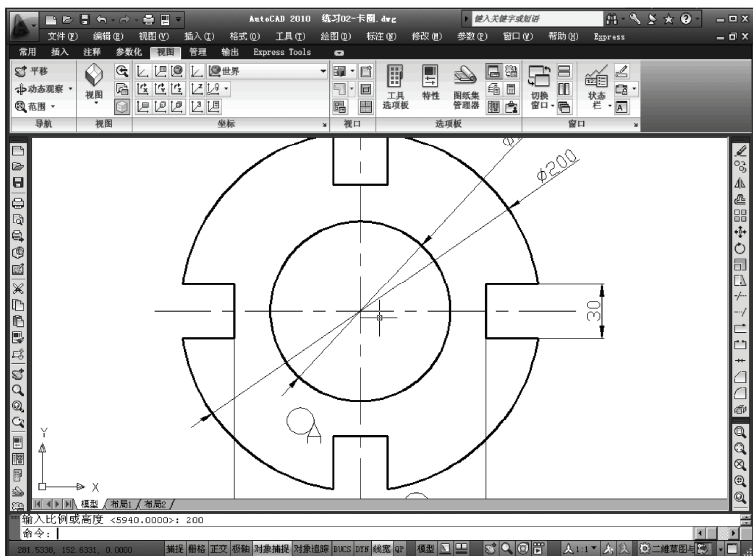 AutoCAD 2010 练习02-卡圈.dwg 键入关键字或短语
文件(F) 编辑(E) 视图(V) 插入(I) 格式(O) 工具(T) 绘图(D) 标注(N) 修改(M) 参数(P) 窗口(W) 帮助(H) Express
常用 插入 注释 参数化 视图 管理 输出 Express Tools
平移
动态观察
范围
导航
视图
视图
世界
坐标
视口
工具
选项板
特性
图纸集
管理器
选项板
切换
窗口
状态
栏
窗口
ø200
30
A
Y
X
模型 布局1 布局2
输入比例或高度 <5940.0000>: 200
命令:
281.5330, 152.6331, 0.0000 捕捉 栅格 正交 极轴 对象捕捉 对象追踪 DUCS DYN 线宽 QP 模型 1:1 二维草图与